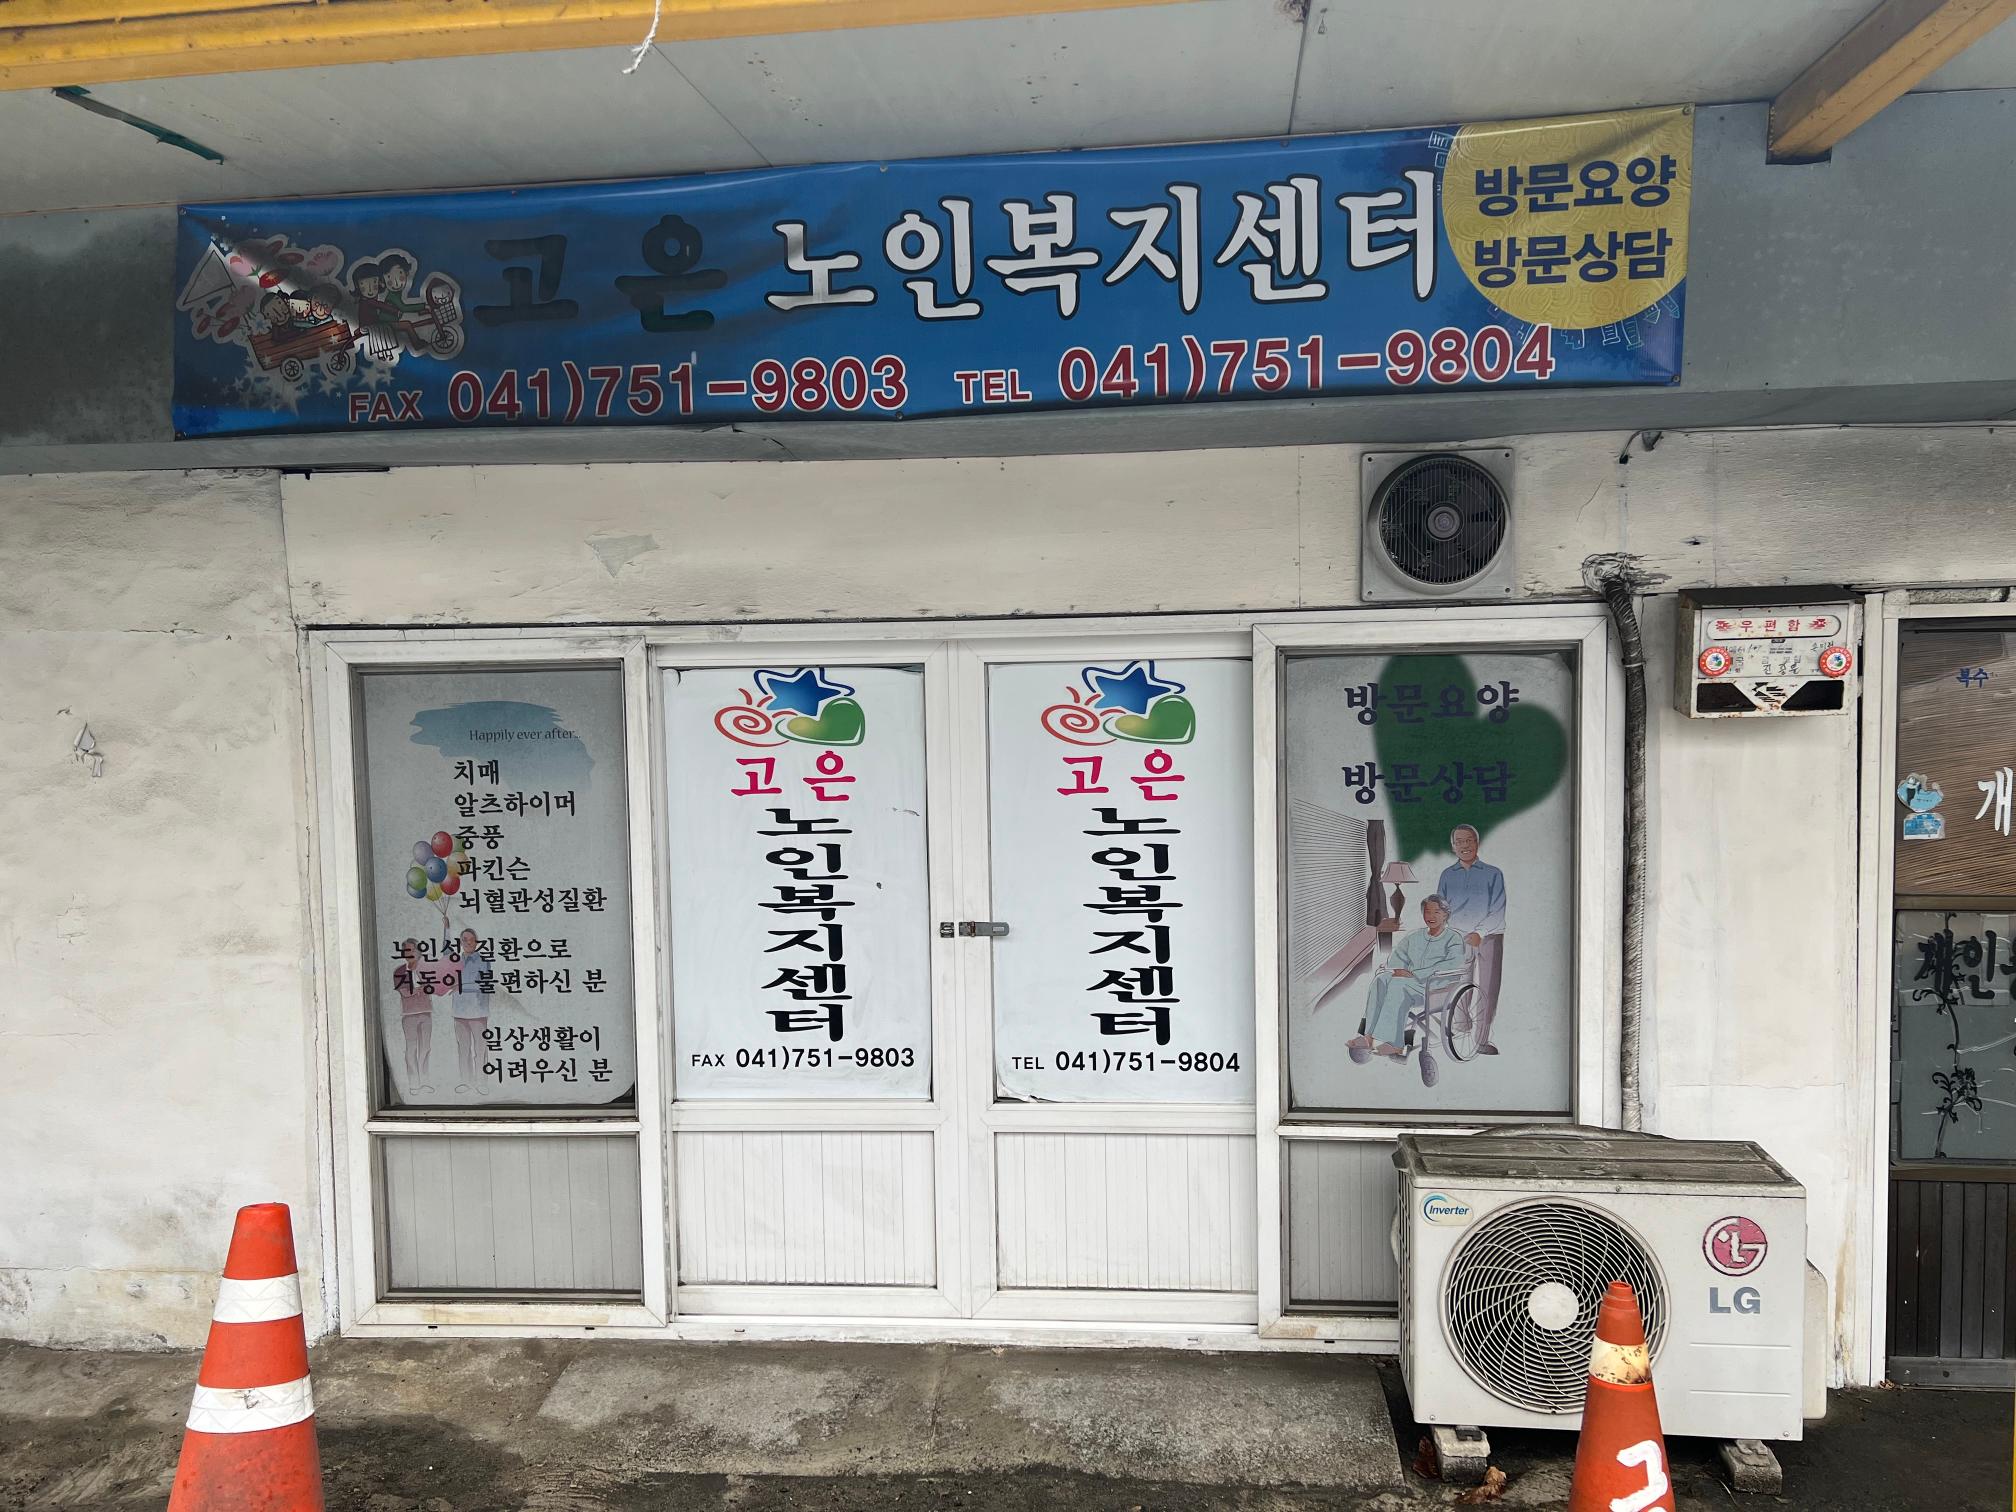 고은 노인복지센터
방문요양
방문상담
FAX 041)751-9803 TEL 041)751-9804
Happily ever after...
치매
알츠하이머
중풍
파킨슨
뇌혈관성질환
노인성 질환으로
거동이 불편하신 분
일상생활이
어려우신 분
고은
노인복지센터
FAX 041)751-9803
고은
노인복지센터
TEL 041)751-9804
방문요양
방문상담
우편함
복수
개
개인
Inverter
LG